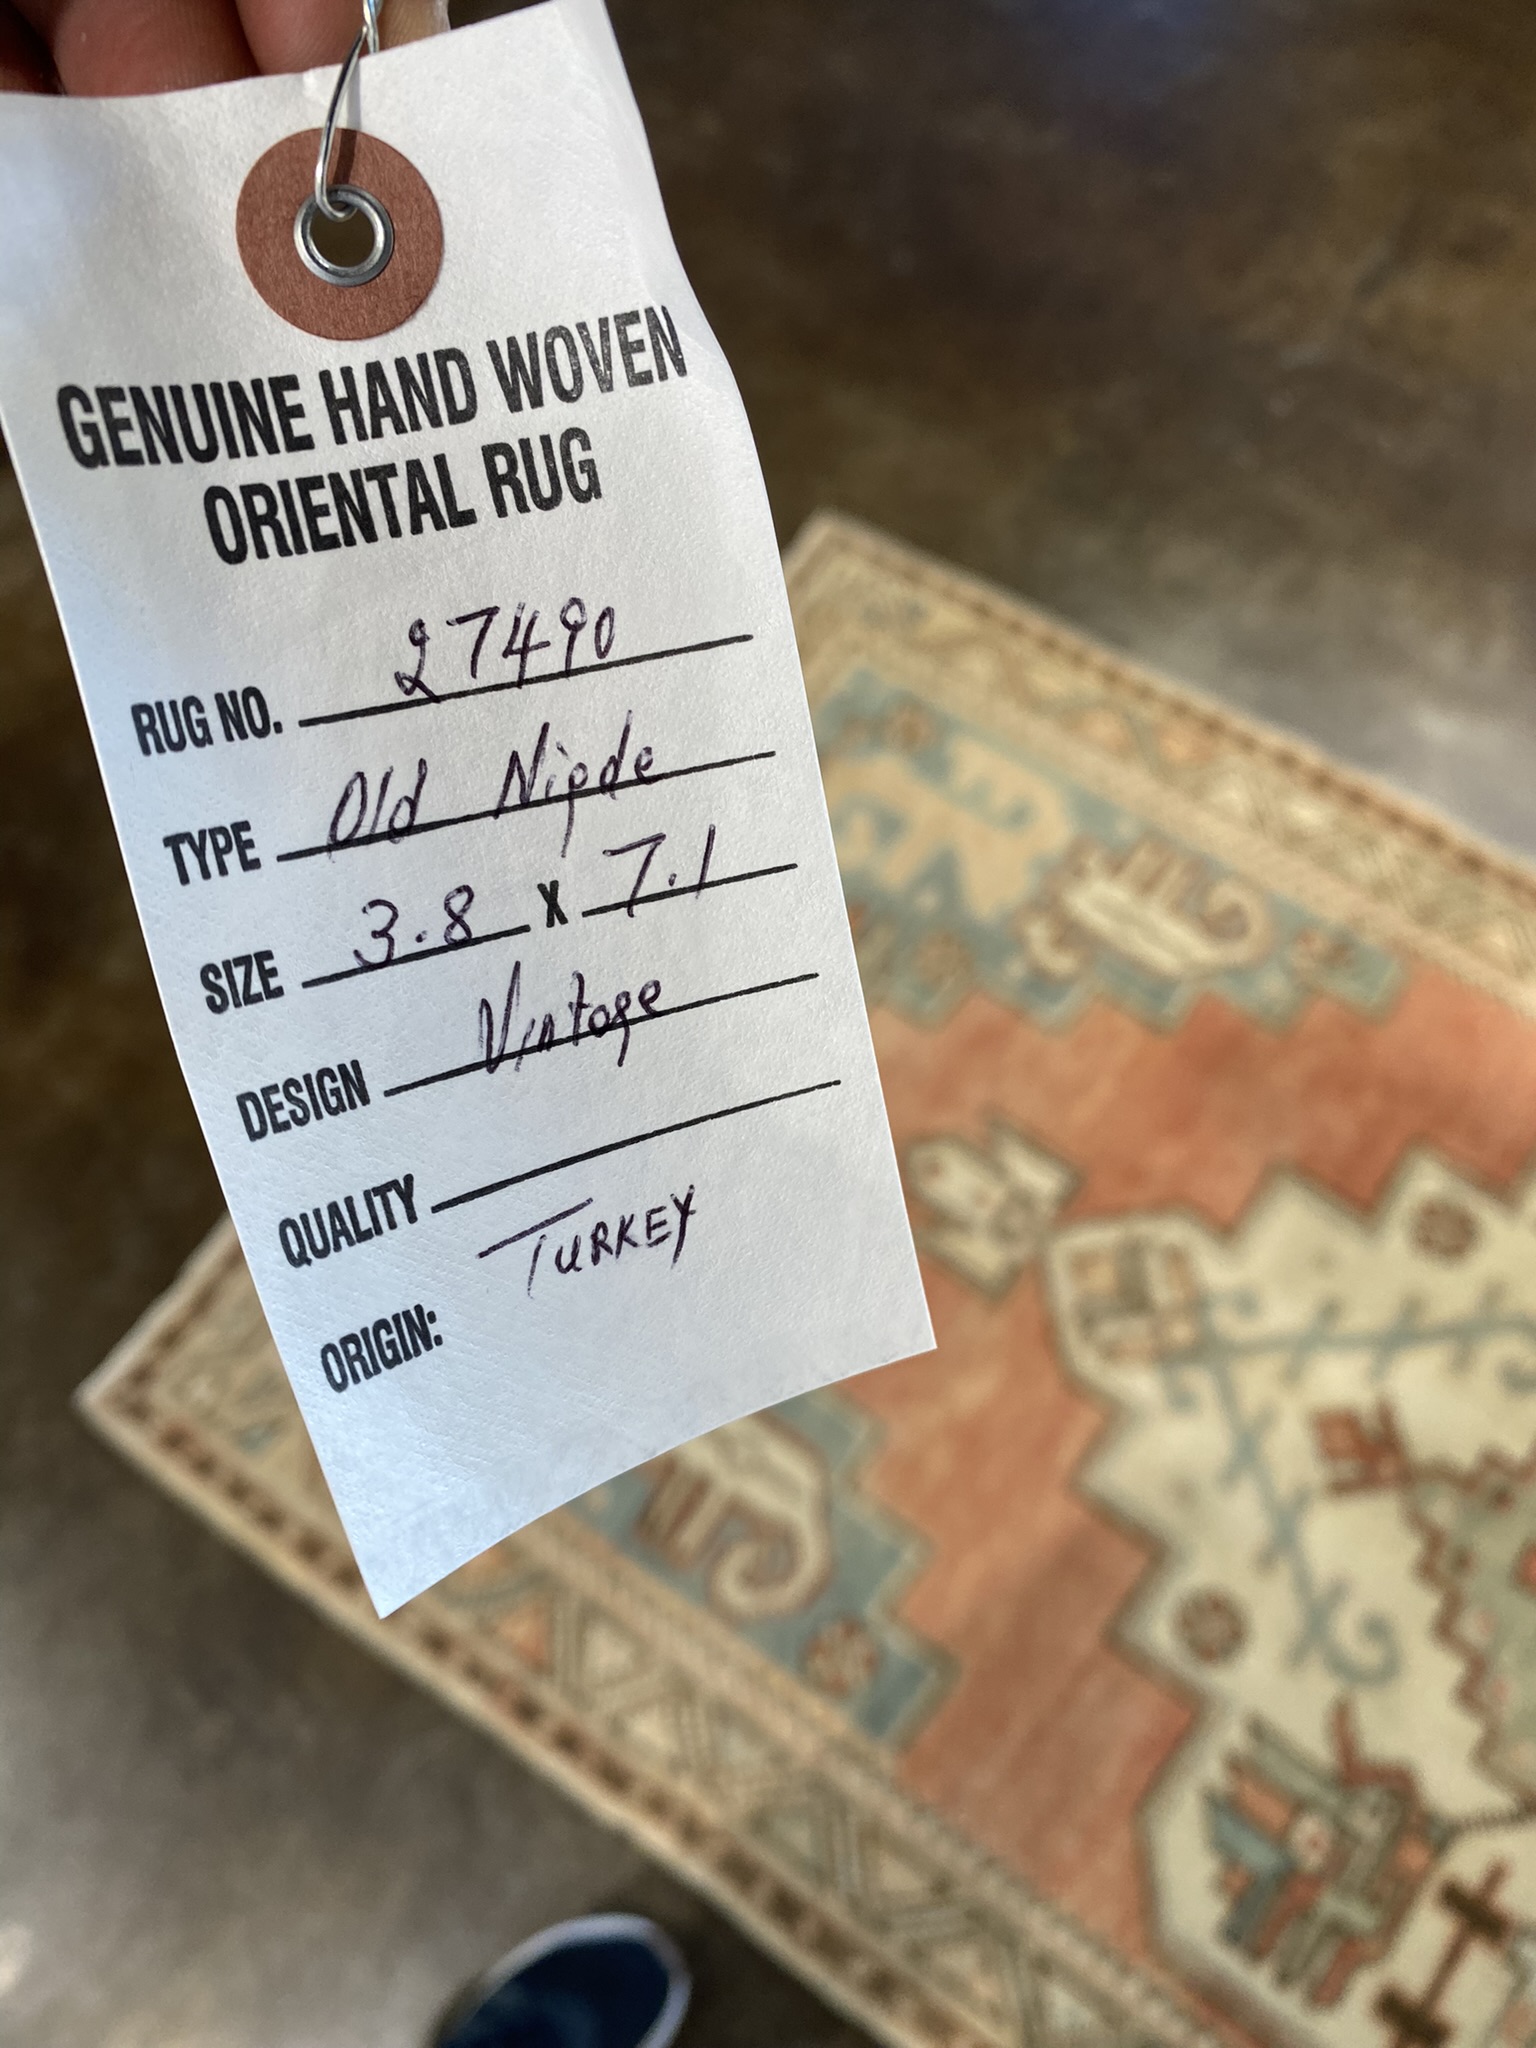 GENUINE HAND WOVEN
ORIENTAL RUG
RUG NO. 27490
TYPE Old Nigde
SIZE 3.8 X 7.1
DESIGN Vintage
QUALITY
ORIGIN: TURKEY